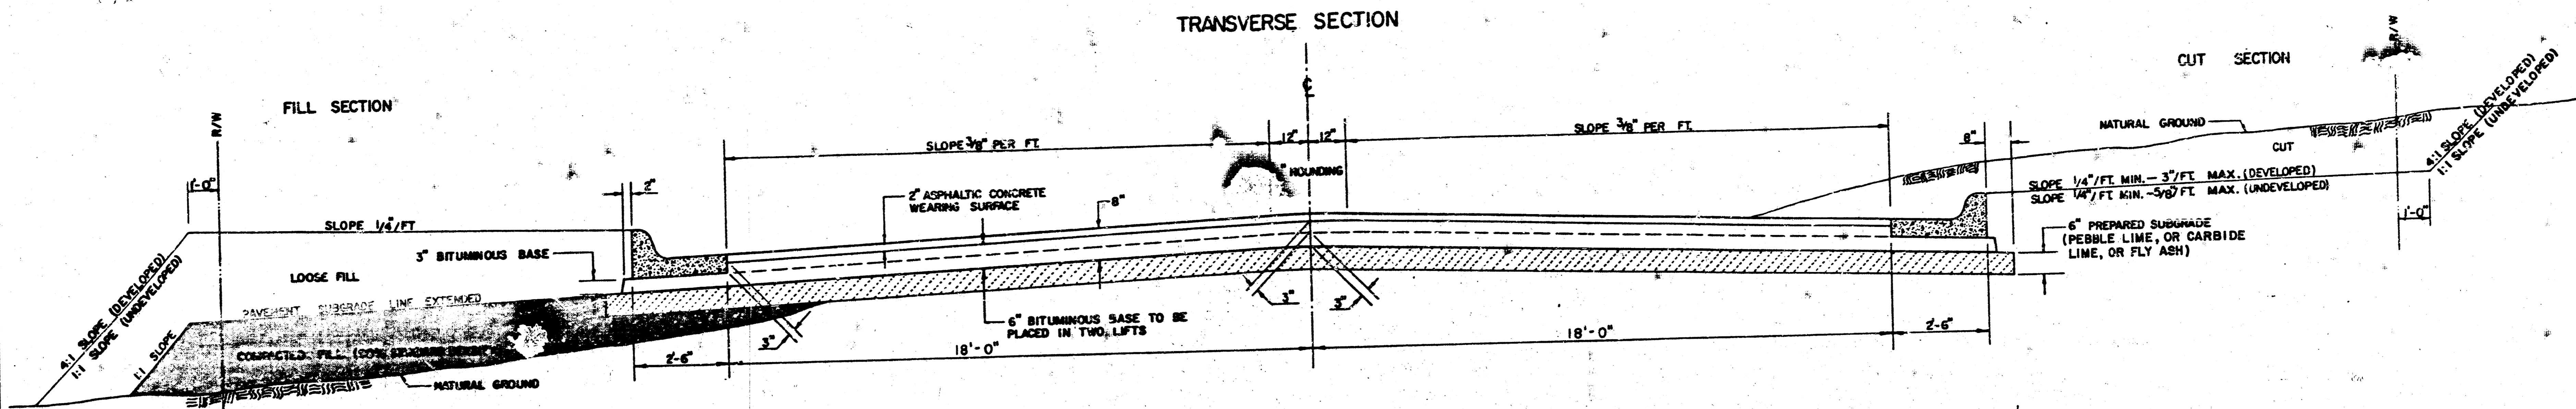 TRANSVERSE SECTION
CUT SECTION
FILL SECTION
R/W
R/W
℄
4:1 SLOPE (DEVELOPED)
1:1 SLOPE (UNDEVELOPED)
SLOPE 3/8" PER FT.
12"
12"
SLOPE 3/8" PER FT.
8"
NATURAL GROUND
CUT
ROUNDING
1'-0"
2"
2" ASPHALTIC CONCRETE
WEARING SURFACE
8"
SLOPE 1/4"/FT. MIN. - 3"/FT. MAX. (DEVELOPED)
SLOPE 1/4"/FT. MIN. - 5/8"/FT. MAX. (UNDEVELOPED)
1'-0"
SLOPE 1/4"/FT
3" BITUMINOUS BASE
6" PREPARED SUBGRADE
(PEBBLE LIME, OR CARBIDE
LIME, OR FLY ASH)
LOOSE FILL
PAVEMENT SUBGRADE LINE EXTENDED
4:1 SLOPE (DEVELOPED)
1:1 SLOPE (UNDEVELOPED)
1:1 SLOPE
COMPACTED FILL
3"
3"
3"
6" BITUMINOUS BASE TO BE
PLACED IN TWO LIFTS
2'-6"
18'-0"
18'-0"
2'-6"
NATURAL GROUND